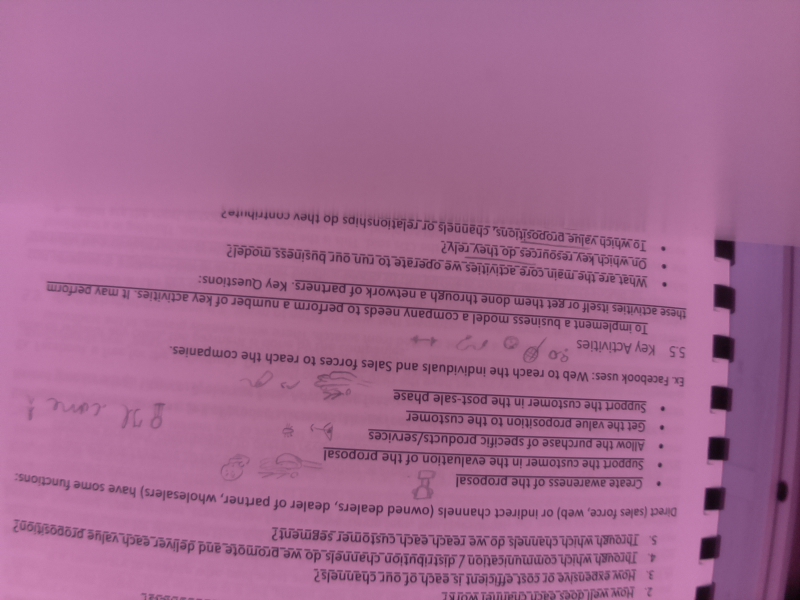 2. How well does each channel work?
3. How expensive or cost efficient is each of our channels?
4. Through which communication / distribution channels do we promote and deliver each value proposition?
5. Through which channels do we reach each customer segment?
Direct (sales force, web) or indirect channels (owned dealers, dealer of partner, wholesalers) have some functions:
• Create awareness of the proposal
• Support the customer in the evaluation of the proposal
• Allow the purchase of specific products/services
• Get the value proposition to the customer
• Support the customer in the post-sale phase
Ex. Facebook uses: Web to reach the individuals and Sales forces to reach the companies.
5.5 Key Activities
To implement a business model a company needs to perform a number of key activities. It may perform
these activities itself or get them done through a network of partners. Key Questions:
• What are the main core activities we operate to run our business model?
• On which key resources do they rely?
• To which value propositions, channels or relationships do they contribute?